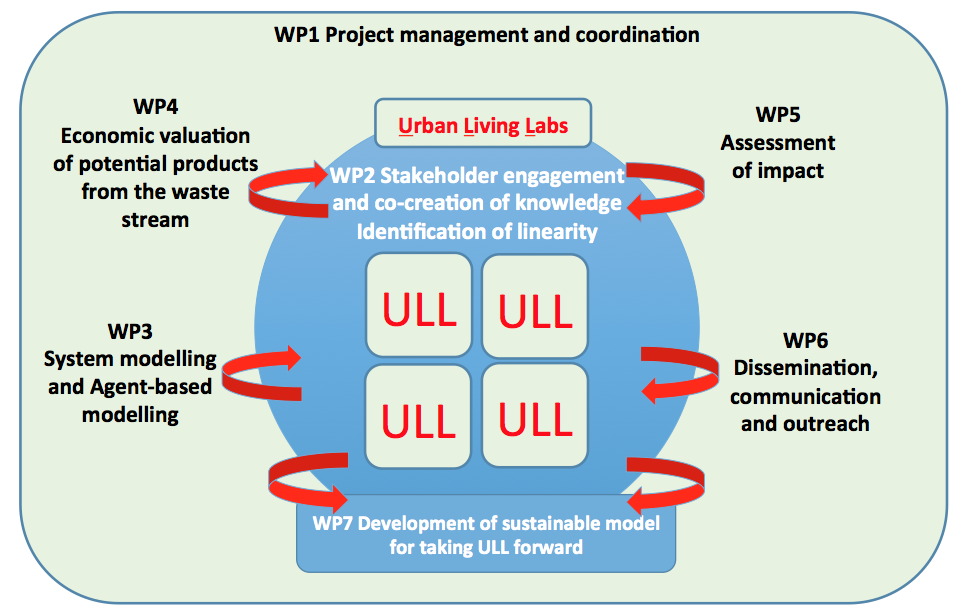 WP1 Project management and coordination
WP4
Economic valuation
of potential products
from the waste
stream
Urban Living Labs
WP5
Assessment
of impact
WP2 Stakeholder engagement
and co-creation of knowledge
Identification of linearity
ULL
ULL
WP3
System modelling
and Agent-based
modelling
ULL
ULL
WP6
Dissemination,
communication
and outreach
WP7 Development of sustainable model
for taking ULL forward